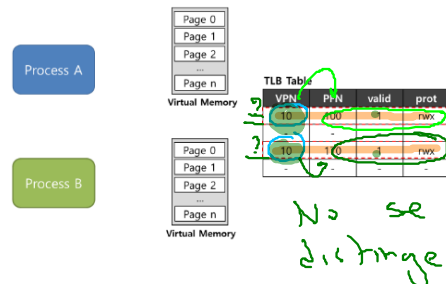 Page 0
Page 1
Page 2
...
Page n
Virtual Memory
Process A
TLB Table
VPN PFN valid prot
? 10 100 1 rwx
- - - -
? 10 170 1 rwx
- - - -
Page 0
Page 1
Page 2
...
Page n
Virtual Memory
Process B
No se
distinge